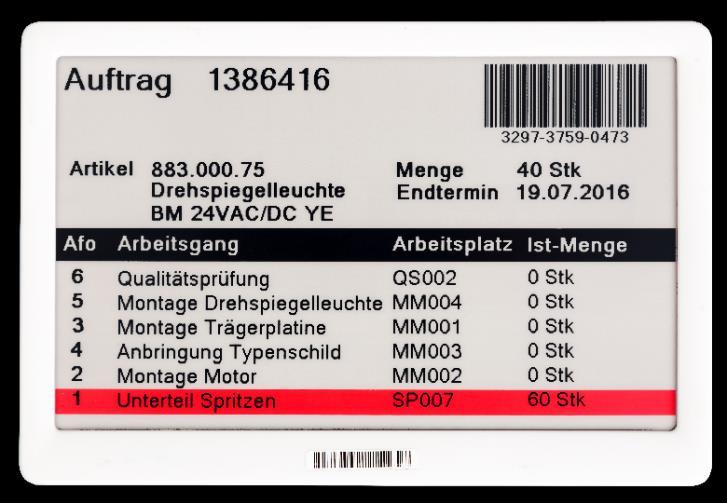 Auftrag 1386416
3297-3759-0473
Artikel 883.000.75 Menge 40 Stk
Drehspiegelleuchte Endtermin 19.07.2016
BM 24VAC/DC YE
Afo Arbeitsgang Arbeitsplatz Ist-Menge
6 Qualitätsprüfung QS002 0 Stk
5 Montage Drehspiegelleuchte MM004 0 Stk
3 Montage Trägerplatine MM001 0 Stk
4 Anbringung Typenschild MM003 0 Stk
2 Montage Motor MM002 0 Stk
1 Unterteil Spritzen SP007 60 Stk